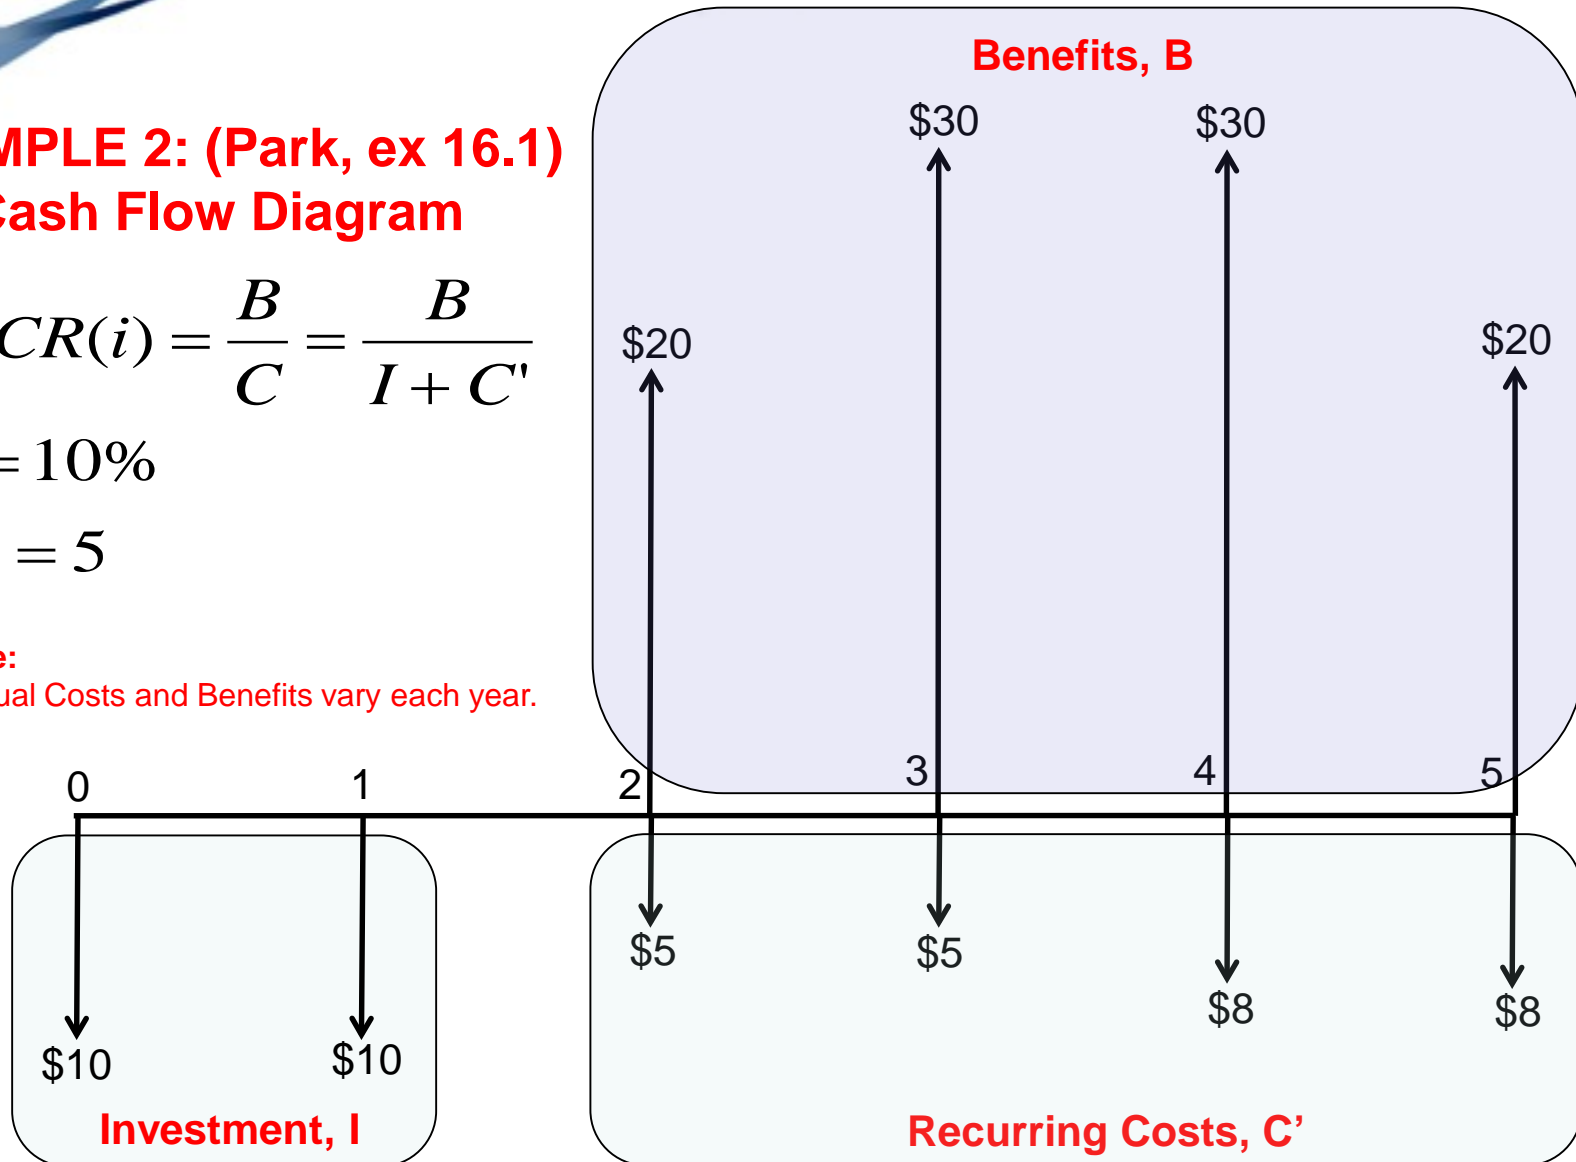 MPLE 2: (Park, ex 16.1)
Cash Flow Diagram
CR(i) = B/C = B/(I + C')
= 10%
= 5
e:
ual Costs and Benefits vary each year.
Benefits, B
$30 $30
$20 $20
0 1 2 3 4 5
$5 $5 $8 $8
$10 $10
Investment, I
Recurring Costs, C’